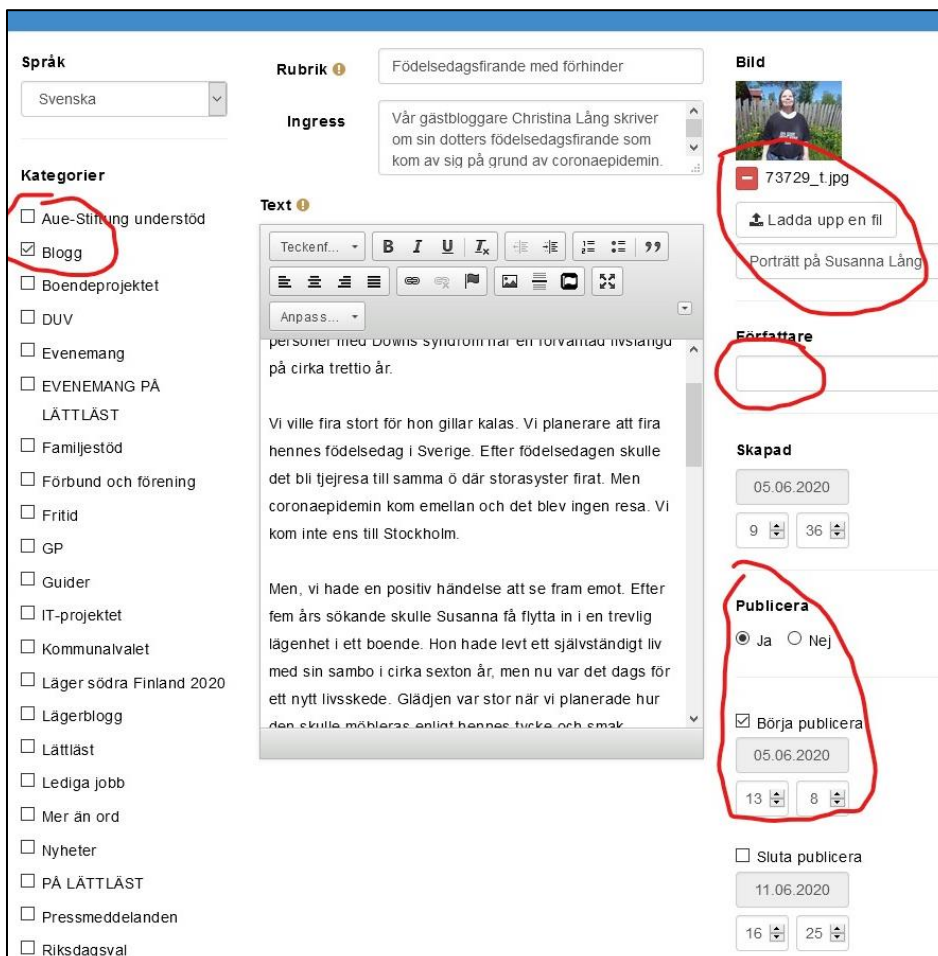 Språk
Svenska
Kategorier
Aue-Stiftung understöd
Blogg
Boendeprojektet
DUV
Evenemang
EVENEMANG PÅ
LÄTTLÄST
Familjestöd
Förbund och förening
Fritid
GP
Guider
IT-projektet
Kommunalvalet
Läger södra Finland 2020
Lägerblogg
Lättläst
Lediga jobb
Mer än ord
Nyheter
PÅ LÄTTLÄST
Pressmeddelanden
Riksdagsval
Rubrik
Födelsedagsfirande med förhinder
Ingress
Vår gästbloggare Christina Lång skriver
om sin dotters födelsedagsfirande som
kom av sig på grund av coronaepidemin.
Text
Teckenf...
B I U Ix
Anpass...
personer med Downs syndrom har en förväntad livslängd
på cirka trettio år.
Vi ville fira stort för hon gillar kalas. Vi planerare att fira
hennes födelsedag i Sverige. Efter födelsedagen skulle
det bli tjejresa till samma ö där storasyster firat. Men
coronaepidemin kom emellan och det blev ingen resa. Vi
kom inte ens till Stockholm.
Men, vi hade en positiv händelse att se fram emot. Efter
fem års sökande skulle Susanna få flytta in i en trevlig
lägenhet i ett boende. Hon hade levt ett självständigt liv
med sin sambo i cirka sexton år, men nu var det dags för
ett nytt livsskede. Glädjen var stor när vi planerade hur
den skulle möbleras enligt hennes tycke och smak
Bild
73729_t.jpg
Ladda upp en fil
Porträtt på Susanna Lång
Författare
Skapad
05.06.2020
9 36
Publicera
Ja Nej
Börja publicera
05.06.2020
13 8
Sluta publicera
11.06.2020
16 25